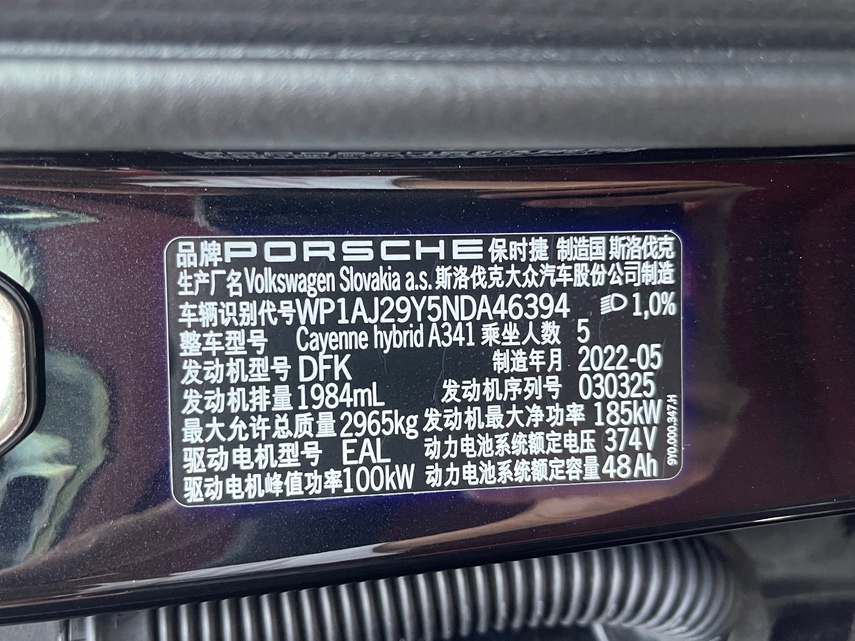 品牌PORSCHE保时捷 制造国 斯洛伐克
生产厂名Volkswagen Slovakia a.s.斯洛伐克大众汽车股份公司制造
车辆识别代号WP1AJ29Y5NDA46394 1,0%
整车型号 Cayenne hybrid A341 乘坐人数 5
发动机型号 DFK 制造年月 2022-05
发动机排量1984mL 发动机序列号 030325
最大允许总质量2965kg 发动机最大净功率 185kW
驱动电机型号 EAL 动力电池系统额定电压 374V
驱动电机峰值功率100kW 动力电池系统额定容量48Ah
9Y0.000.347.H